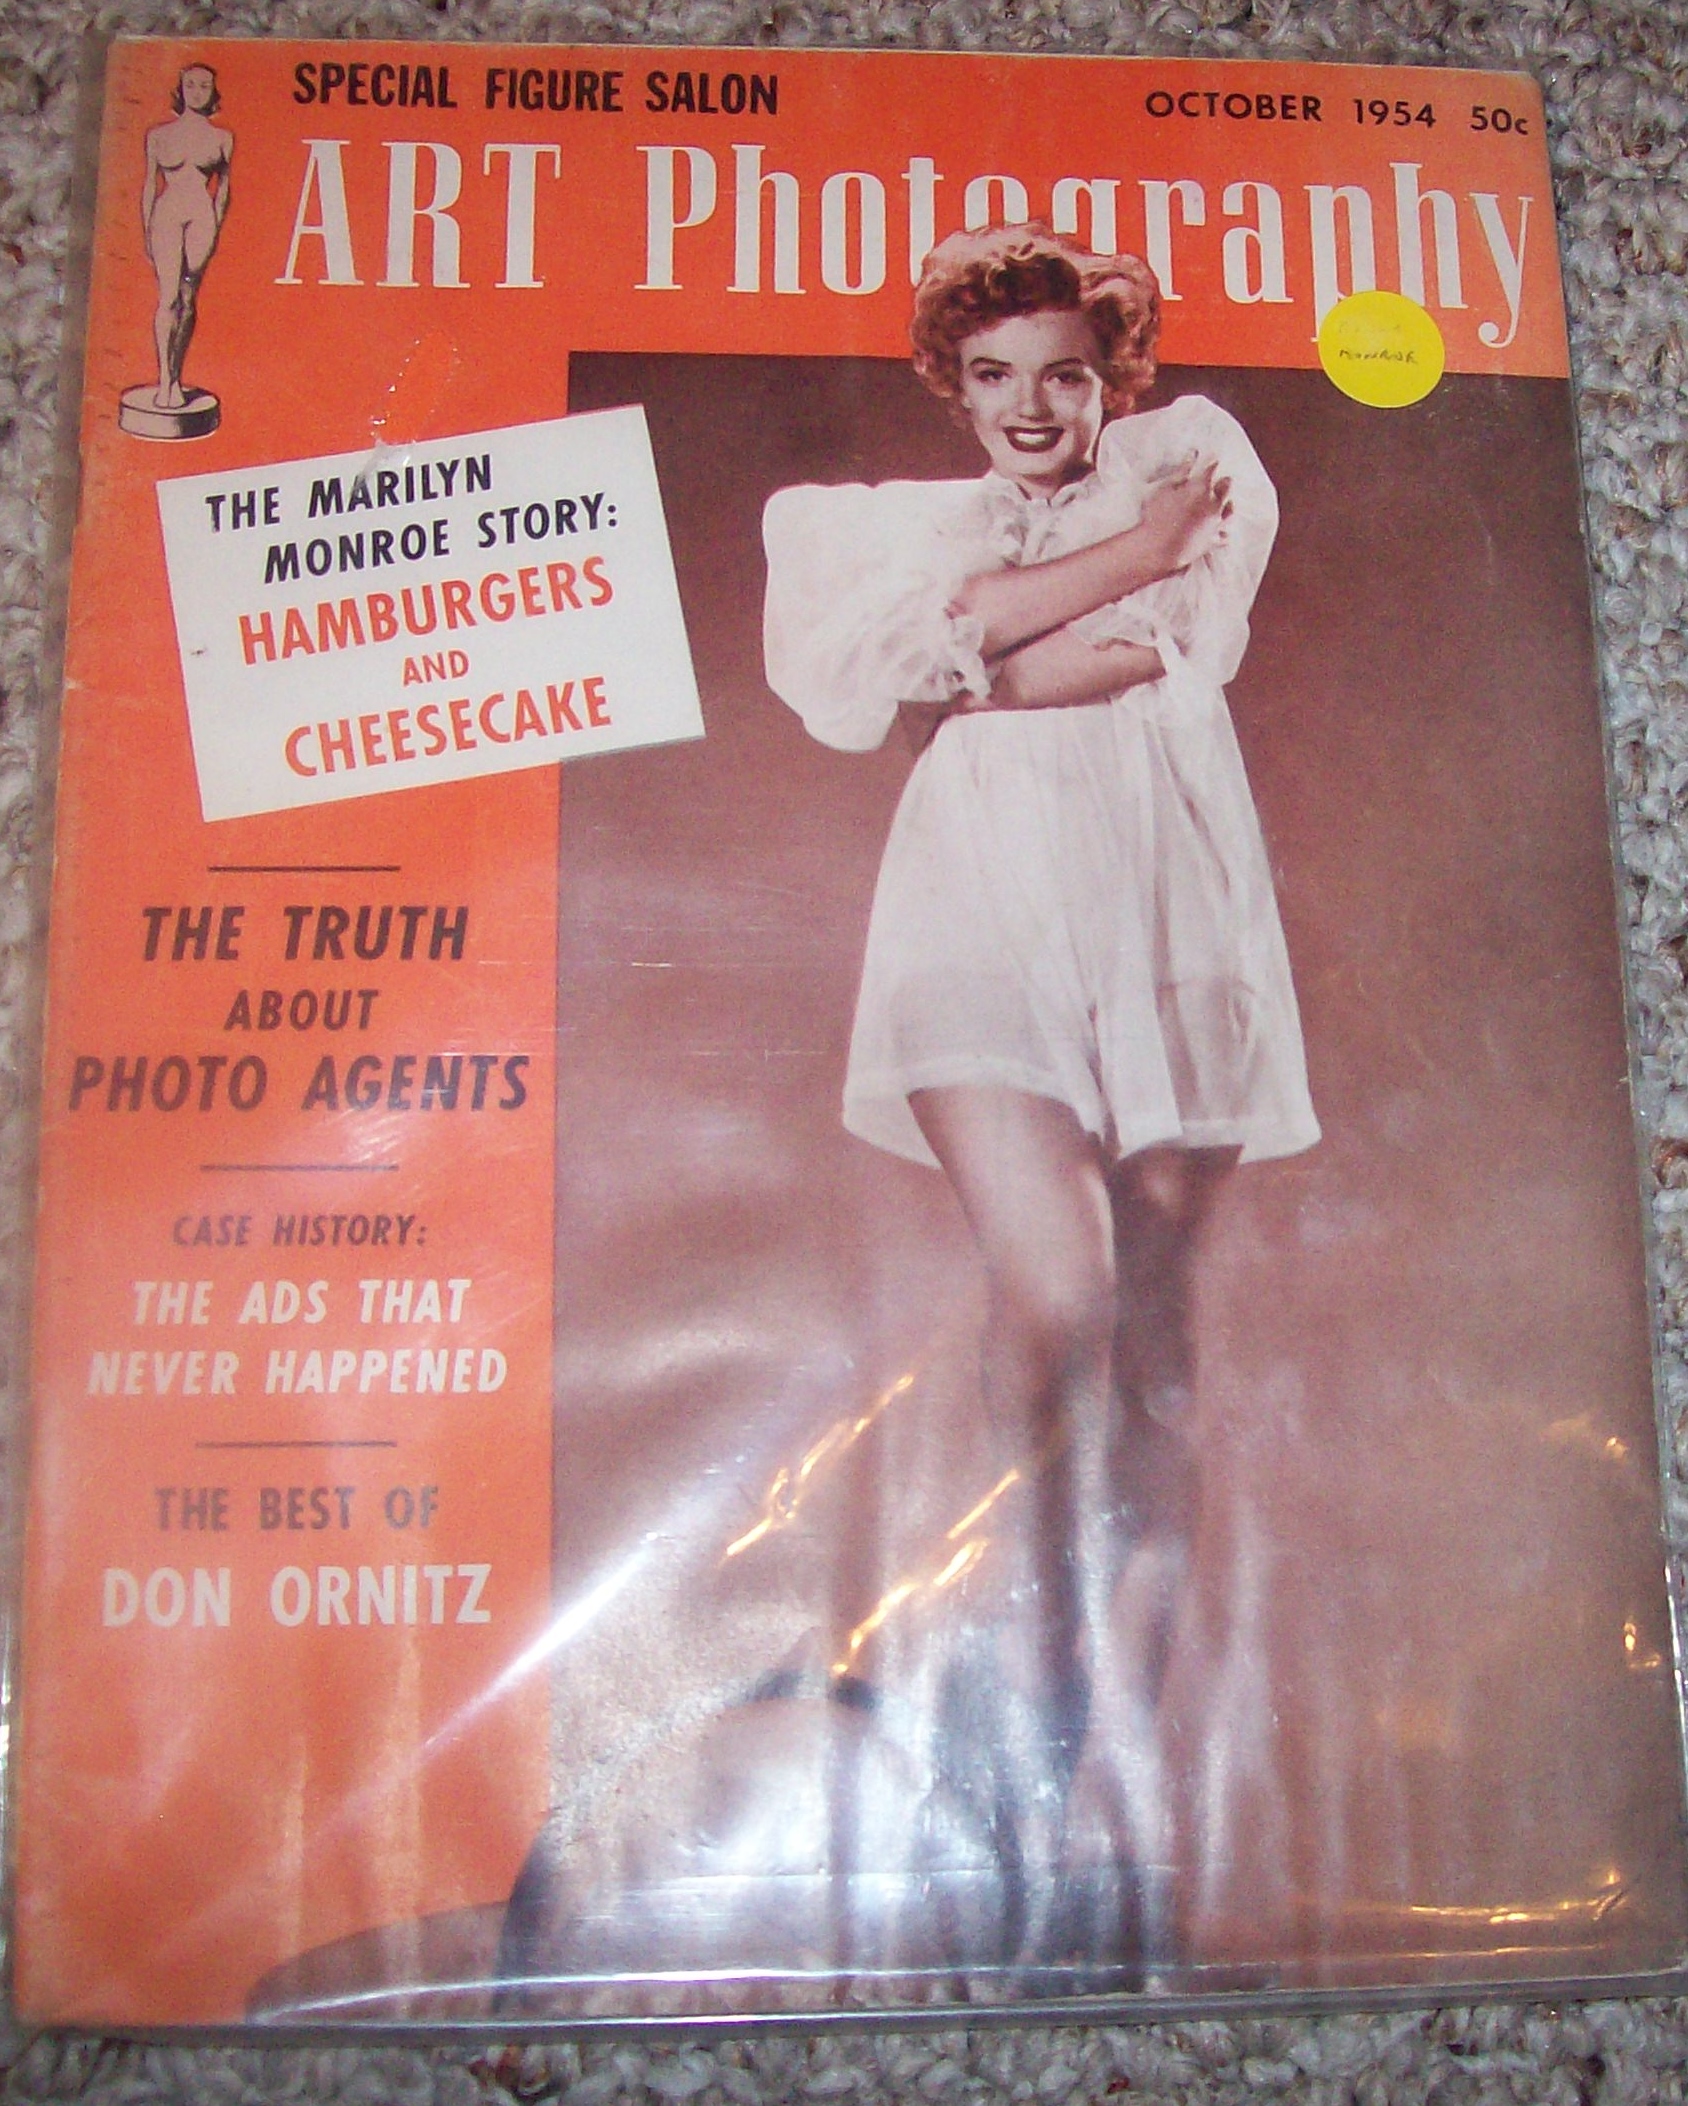 SPECIAL FIGURE SALON
OCTOBER 1954 50c
ART Photography
MONROE
THE MARILYN
MONROE STORY:
HAMBURGERS
AND
CHEESECAKE
THE TRUTH
ABOUT
PHOTO AGENTS
CASE HISTORY:
THE ADS THAT
NEVER HAPPENED
THE BEST OF
DON ORNITZ